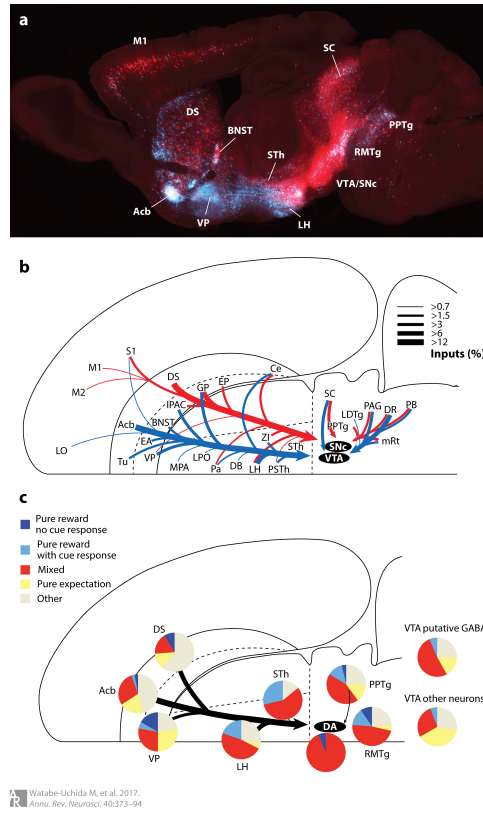 a
M1
SC
DS
BNST
PPTg
STh
RMTg
VTA/SNc
Acb
VP
LH
b
>0.7
>1.5
>3
>6
>12
Inputs (%)
S1
M1
M2
DS
GP
EP
Ce
IPAC
SC
PAG
DR
PB
LDTg
Acb
BNST
PPTg
EA
ZI
STh
mRt
SNc
VTA
LO
Tu
VP
MPA
LPO
Pa
DB
LH
PSTh
c
Pure reward
no cue response
Pure reward
with cue response
Mixed
Pure expectation
Other
DS
VTA putative GABA
Acb
STh
PPTg
VTA other neurons
DA
VP
LH
RMTg
AR
Watabe-Uchida M, et al. 2017.
Annu. Rev. Neurosci. 40:373–94